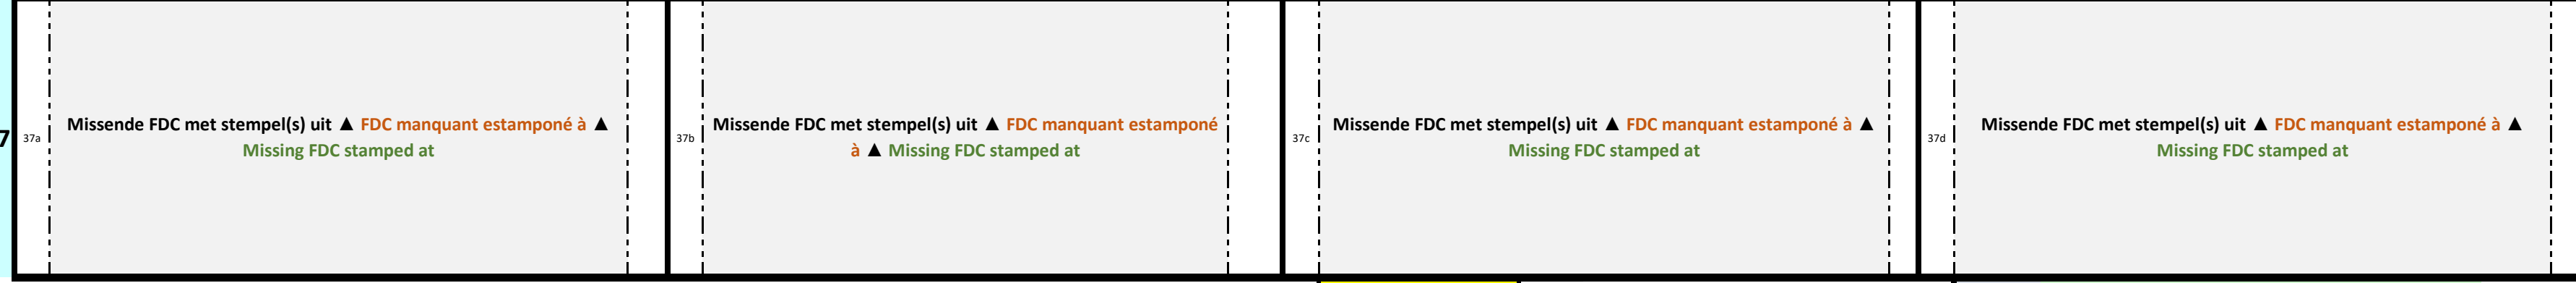 7
37a
Missende FDC met stempel(s) uit ▲ FDC manquant estamponé à ▲
Missing FDC stamped at
37b
Missende FDC met stempel(s) uit ▲ FDC manquant estamponé
à ▲ Missing FDC stamped at
37c
Missende FDC met stempel(s) uit ▲ FDC manquant estamponé à ▲
Missing FDC stamped at
37d
Missende FDC met stempel(s) uit ▲ FDC manquant estamponé à ▲
Missing FDC stamped at